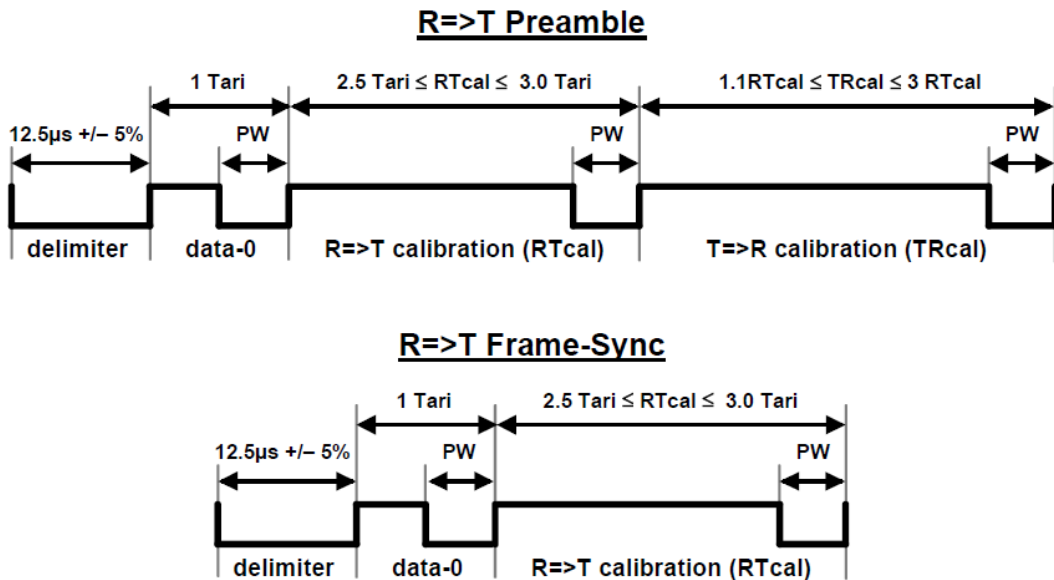 R=>T Preamble
1 Tari
2.5 Tari ≤ RTcal ≤ 3.0 Tari
1.1RTcal ≤ TRcal ≤ 3 RTcal
12.5µs +/– 5%
PW
PW
PW
delimiter
data-0
R=>T calibration (RTcal)
T=>R calibration (TRcal)
R=>T Frame-Sync
1 Tari
2.5 Tari ≤ RTcal ≤ 3.0 Tari
12.5µs +/– 5%
PW
PW
delimiter
data-0
R=>T calibration (RTcal)